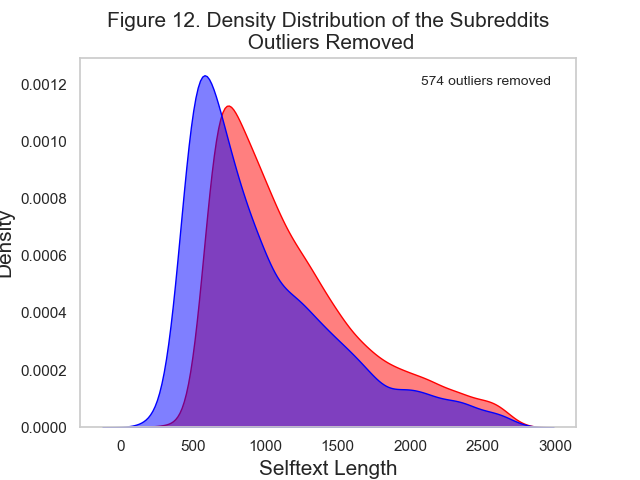 Figure 12. Density Distribution of the Subreddits
Outliers Removed
574 outliers removed
0.0012
0.0010
0.0008
0.0006
0.0004
0.0002
0.0000
Density
0 500 1000 1500 2000 2500 3000
Selftext Length